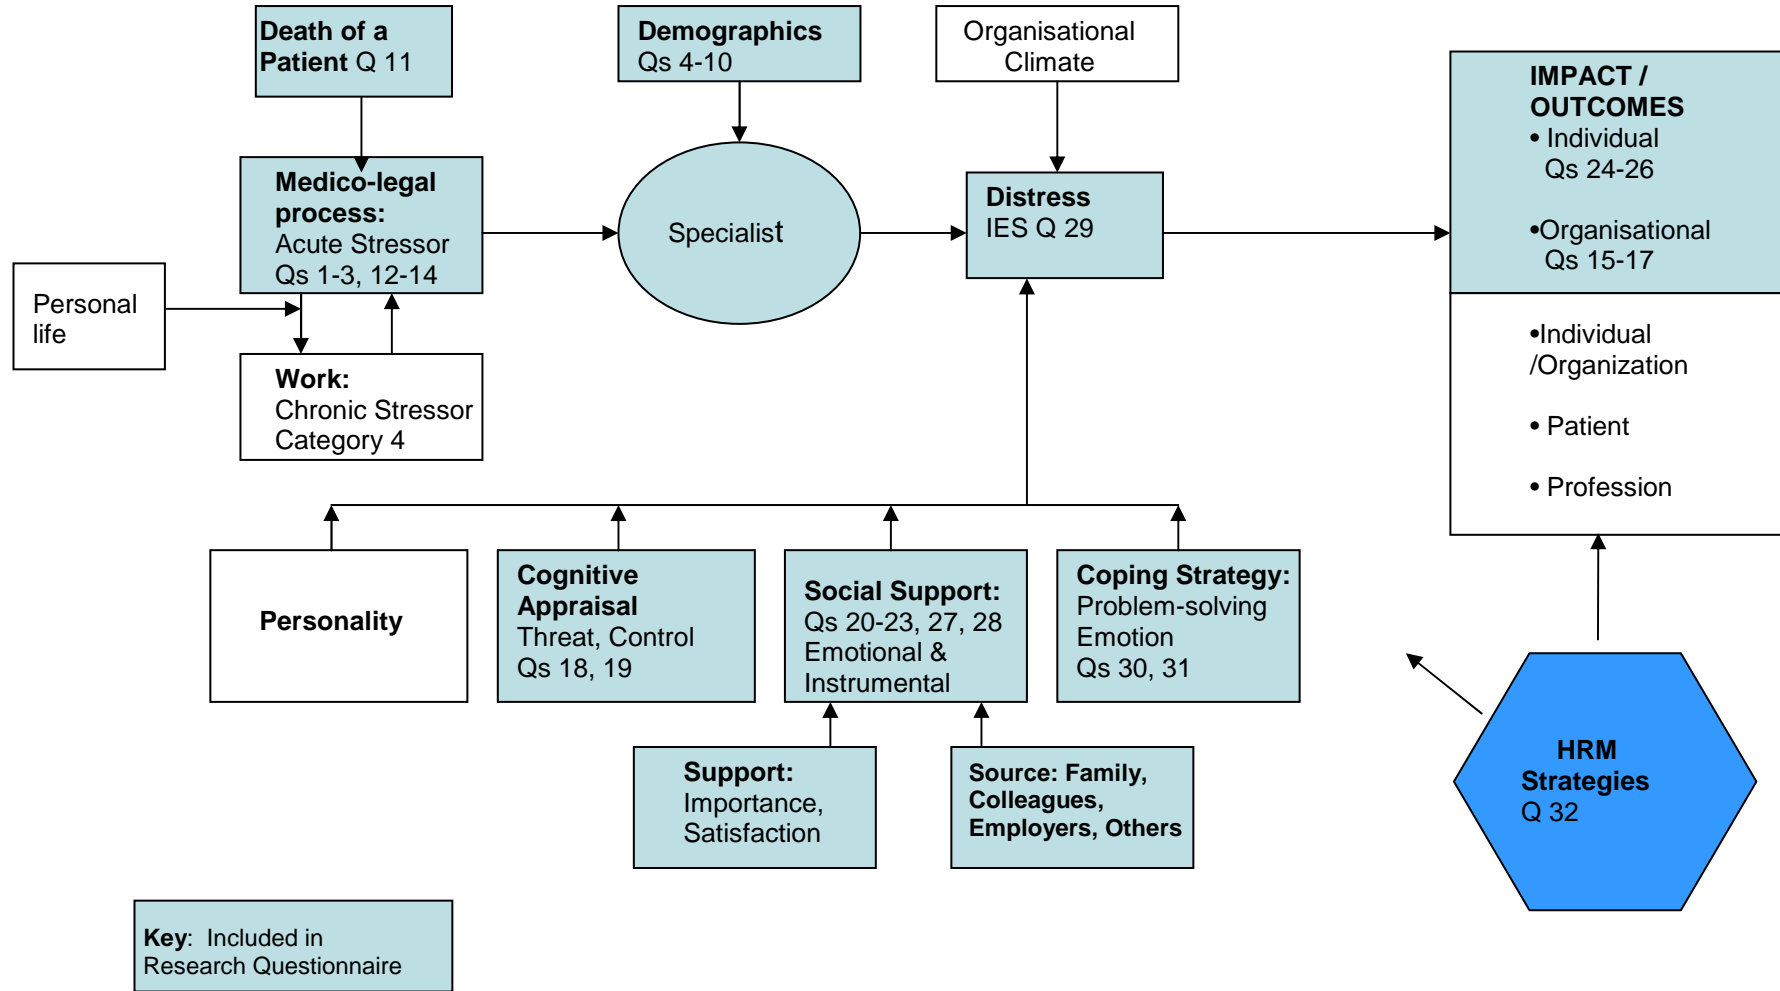 Death of a
Patient Q 11
Demographics
Qs 4-10
Organisational
Climate
IMPACT /
OUTCOMES
• Individual
Qs 24-26
•Organisational
Qs 15-17
•Individual
/Organization
• Patient
• Profession
Medico-legal
process:
Acute Stressor
Qs 1-3, 12-14
Specialist
Distress
IES Q 29
Personal
life
Work:
Chronic Stressor
Category 4
Personality
Cognitive
Appraisal
Threat, Control
Qs 18, 19
Social Support:
Qs 20-23, 27, 28
Emotional &
Instrumental
Coping Strategy:
Problem-solving
Emotion
Qs 30, 31
Support:
Importance,
Satisfaction
Source: Family,
Colleagues,
Employers, Others
HRM
Strategies
Q 32
Key: Included in
Research Questionnaire